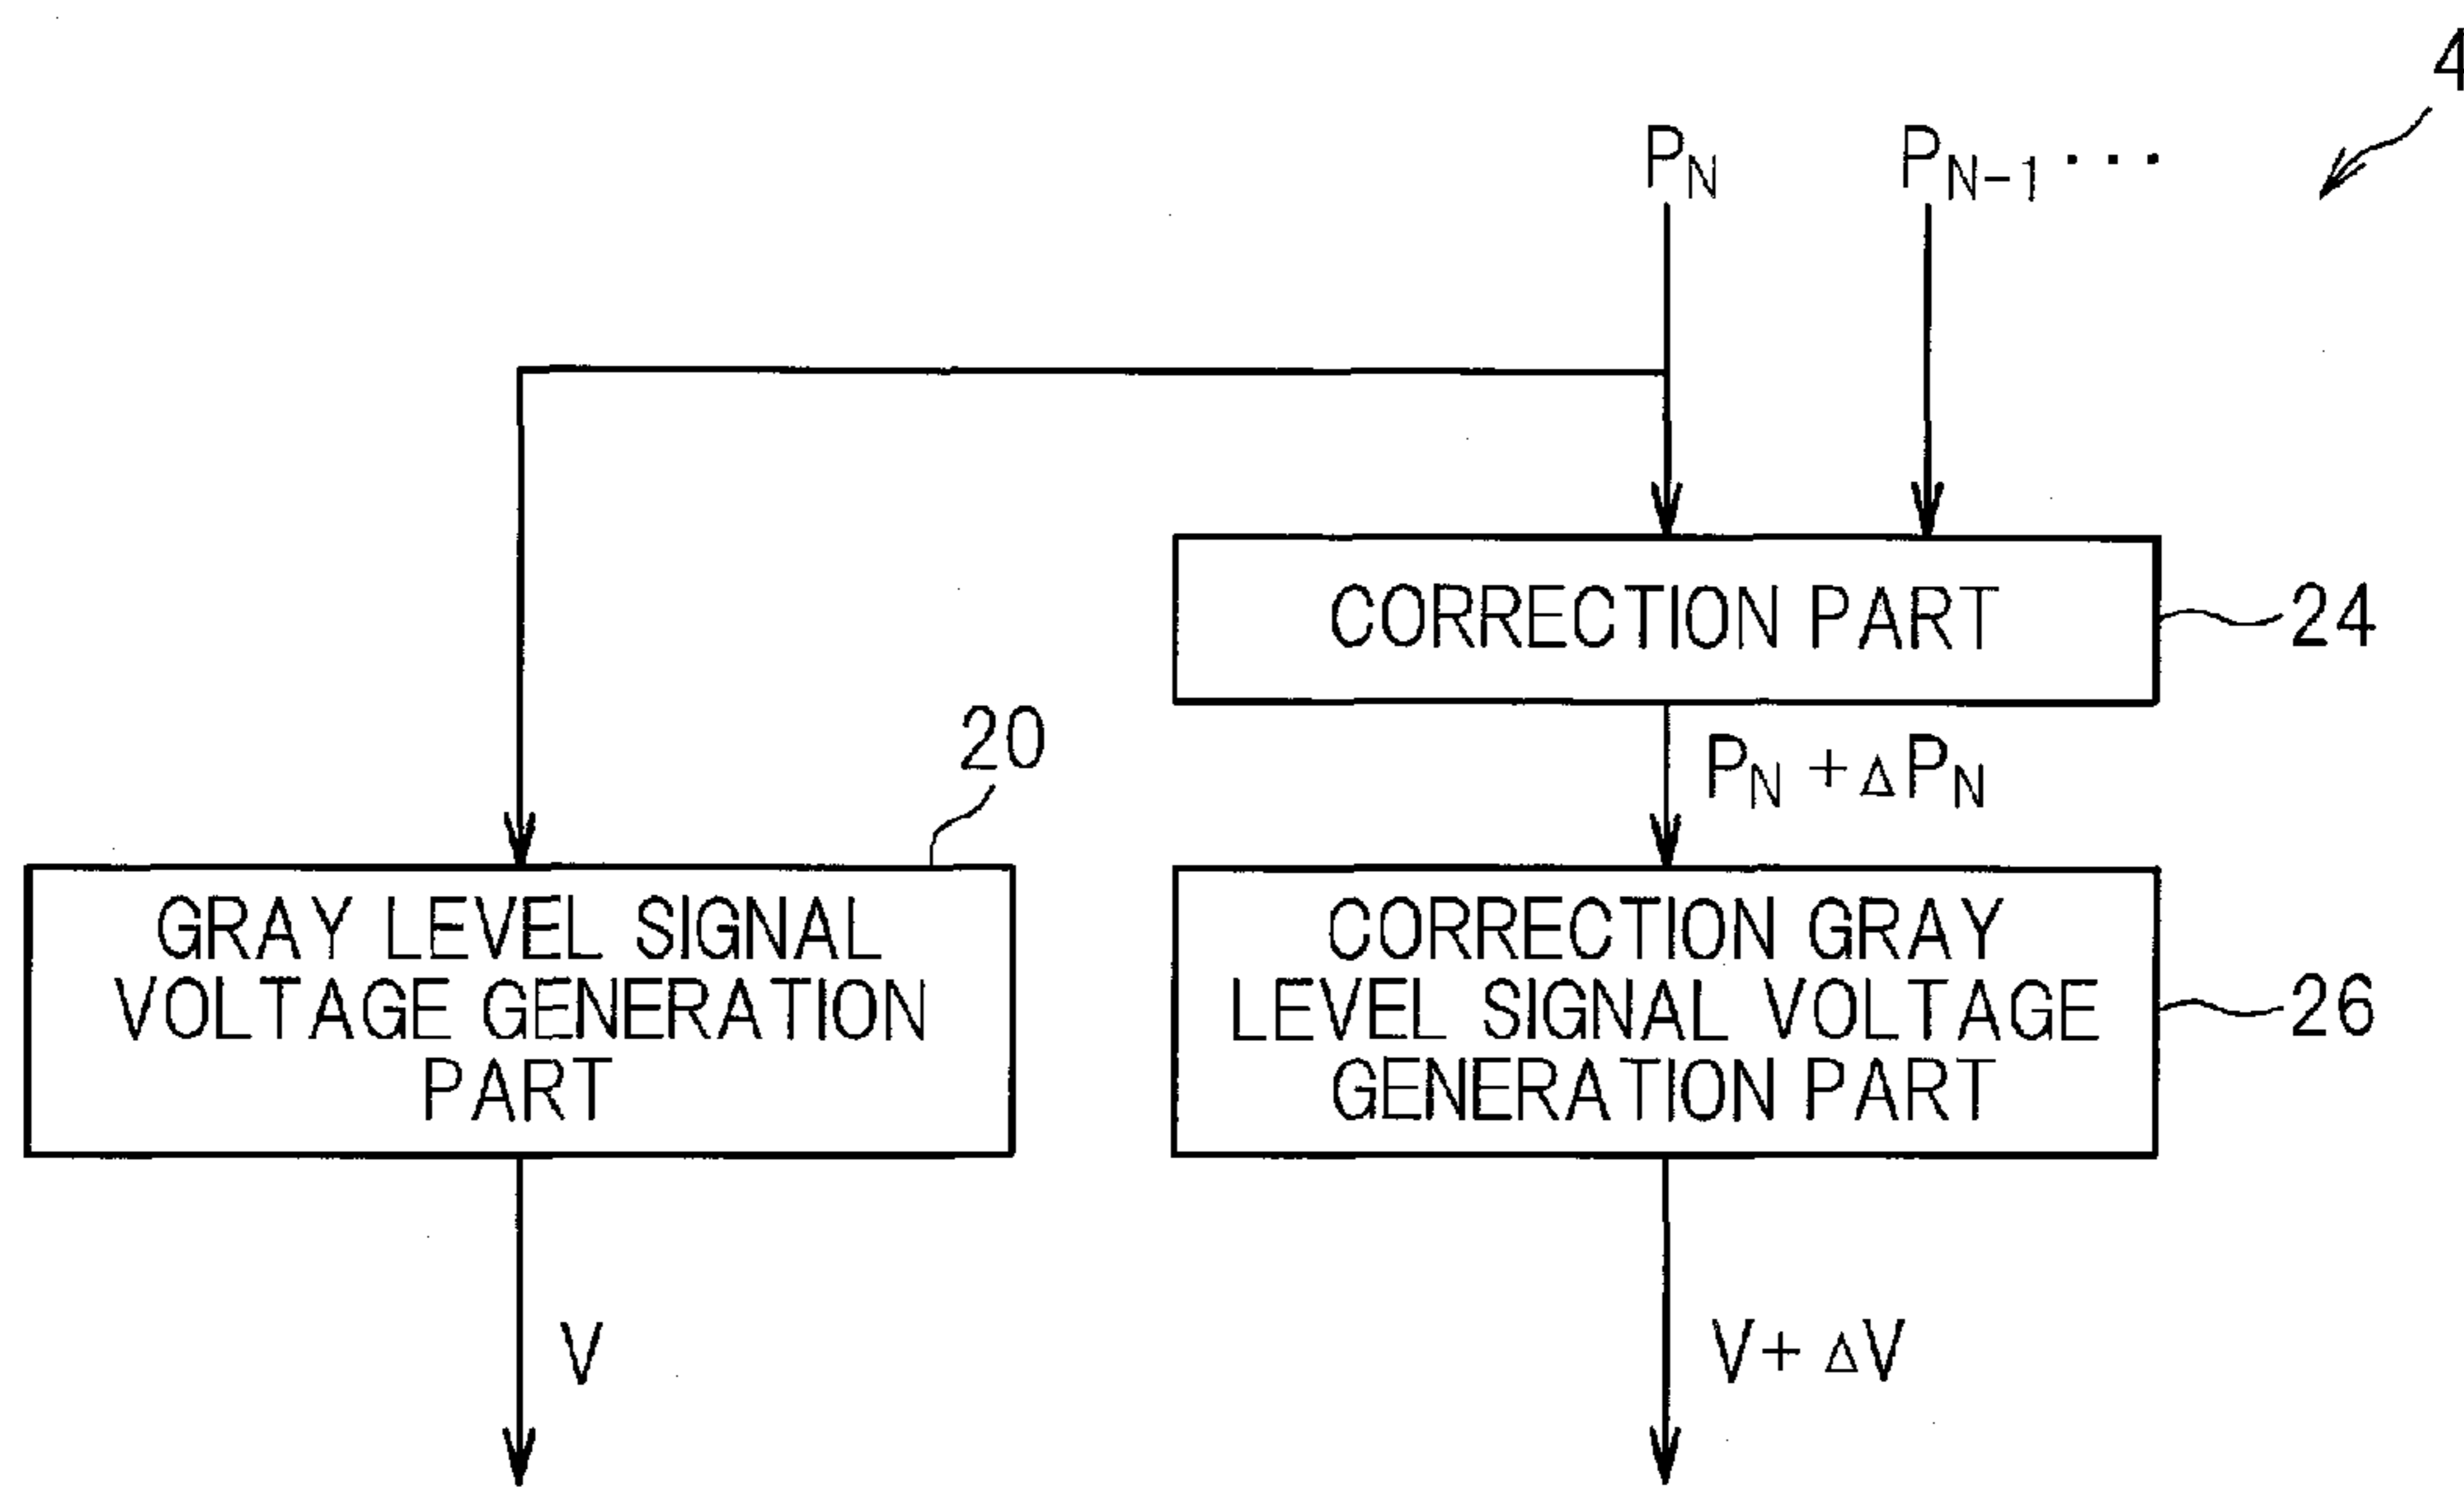 4
P_N P_{N-1} ···
CORRECTION PART
24
20
P_N + ΔP_N
GRAY LEVEL SIGNAL
VOLTAGE GENERATION
PART
CORRECTION GRAY
LEVEL SIGNAL VOLTAGE
GENERATION PART
26
V
V + ΔV